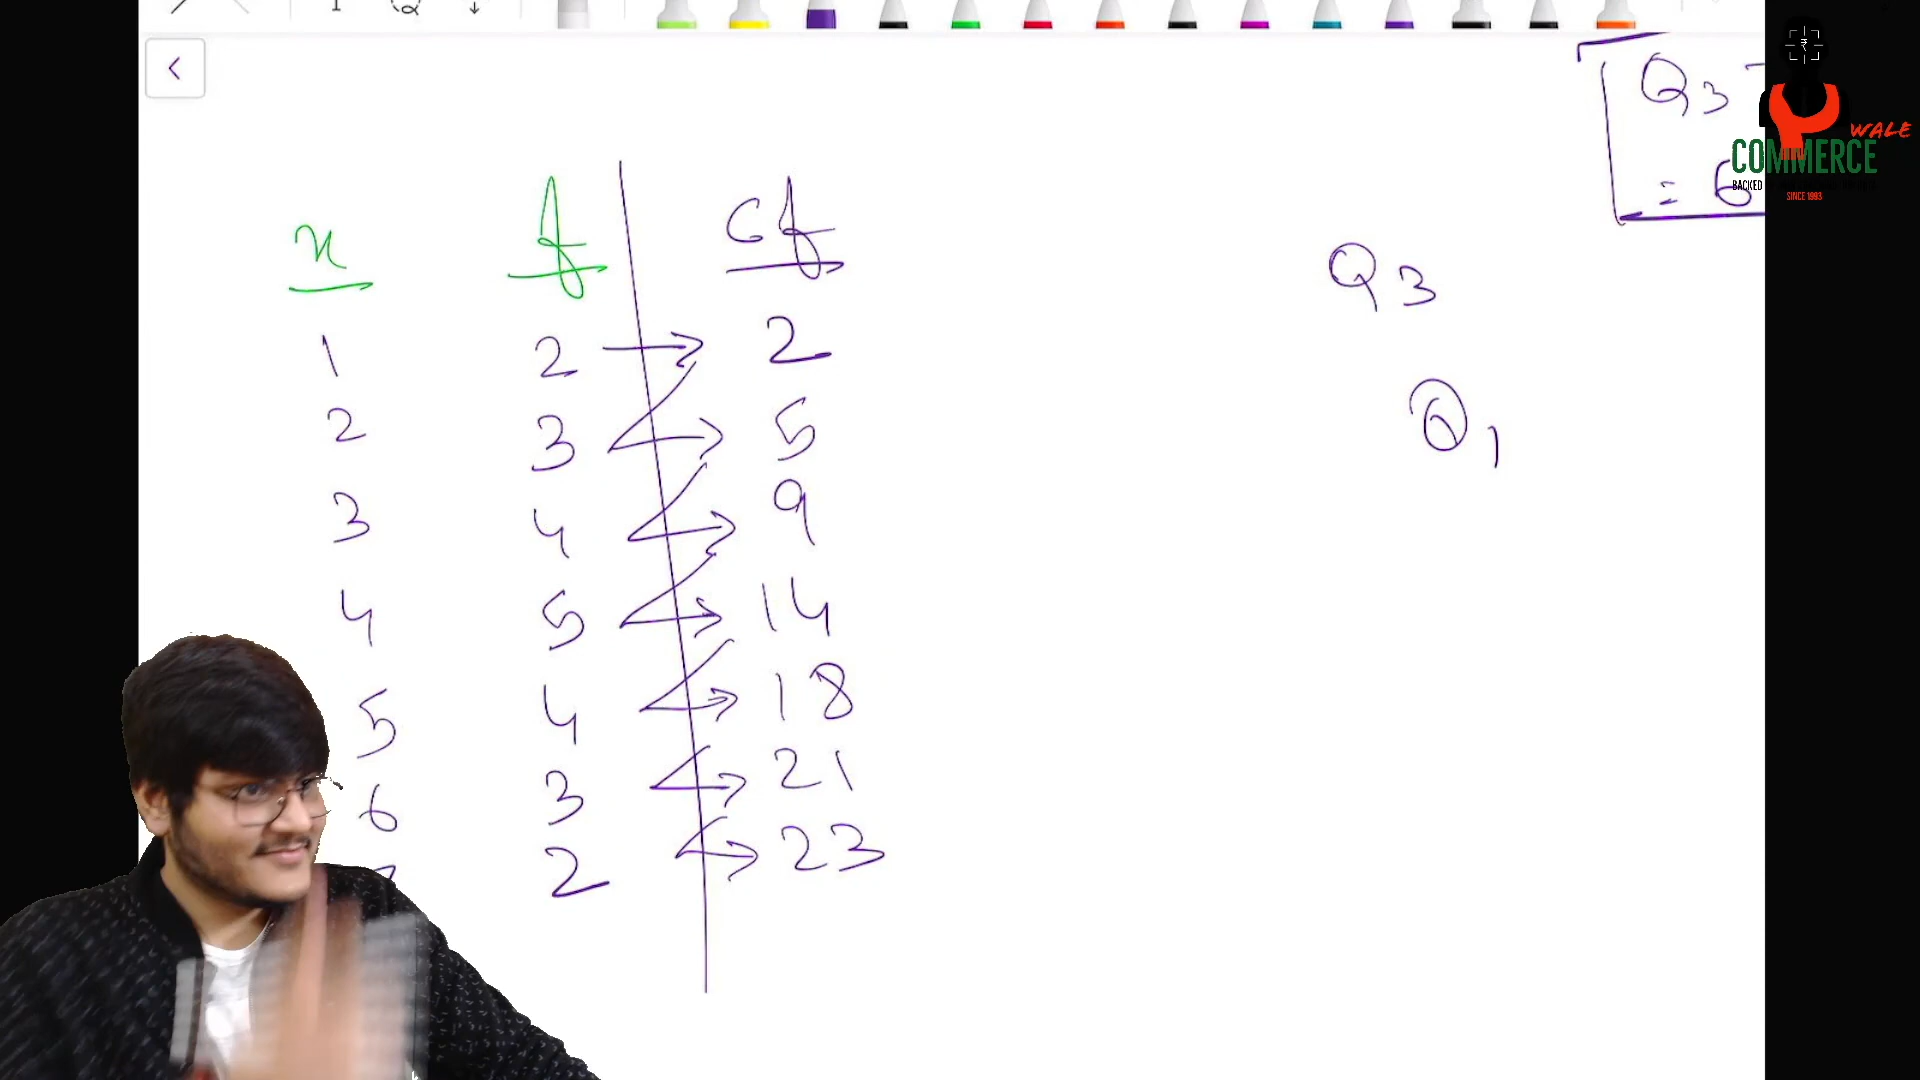 Q3 -
= 6
WALE
COMMERCE
BACKED
SINCE 1993
x f cf
Q3
1 2 2
Q1
2 3 5
3 4 9
4 5 14
5 4 18
6 3 21
2 23